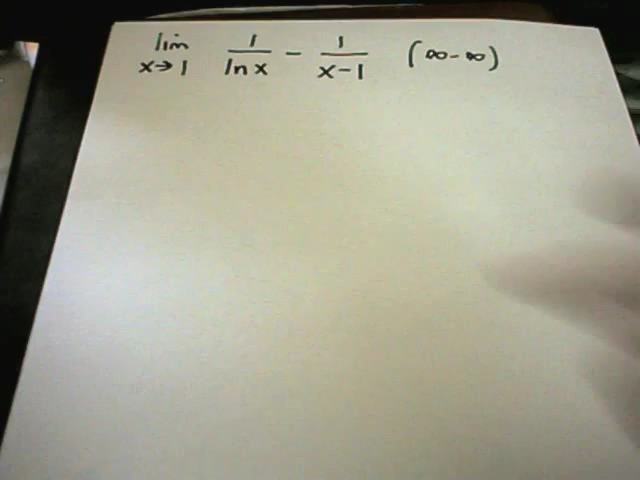 lim x→1 1/ln x − 1/x−1 (∞−∞)